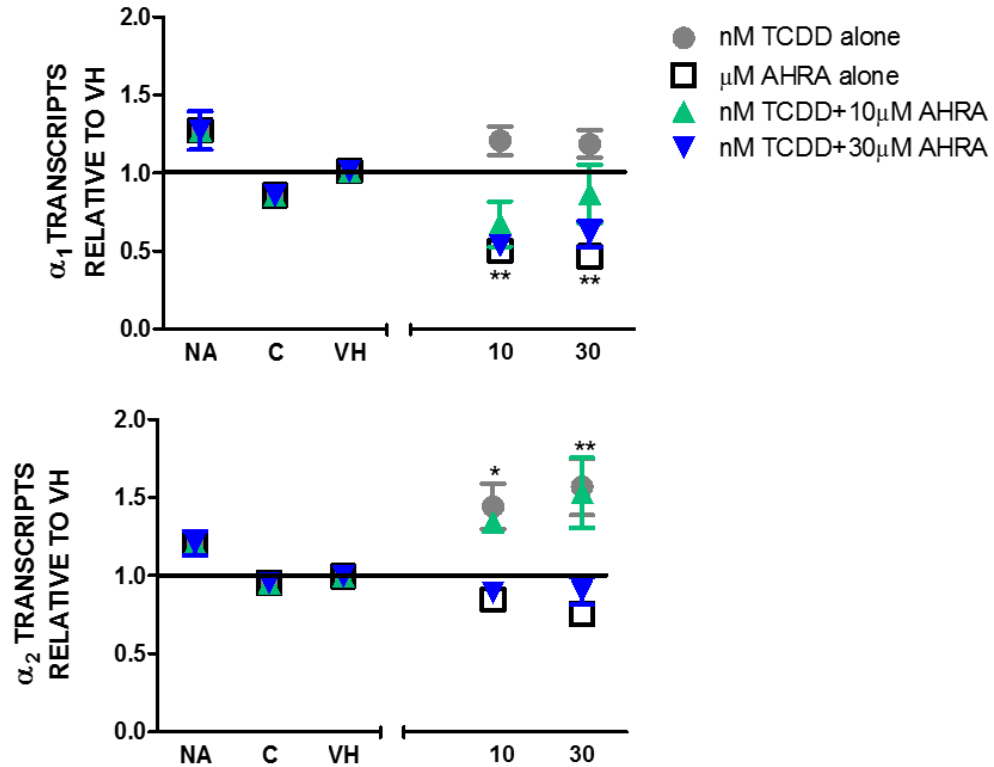 2.0
1.5
1.0
0.5
0.0
α₁ TRANSCRIPTS
RELATIVE TO VH
NA C VH 10 30
** **
nM TCDD alone
μM AHRA alone
nM TCDD+10μM AHRA
nM TCDD+30μM AHRA
2.0
1.5
1.0
0.5
0.0
α₂ TRANSCRIPTS
RELATIVE TO VH
* **
NA C VH 10 30